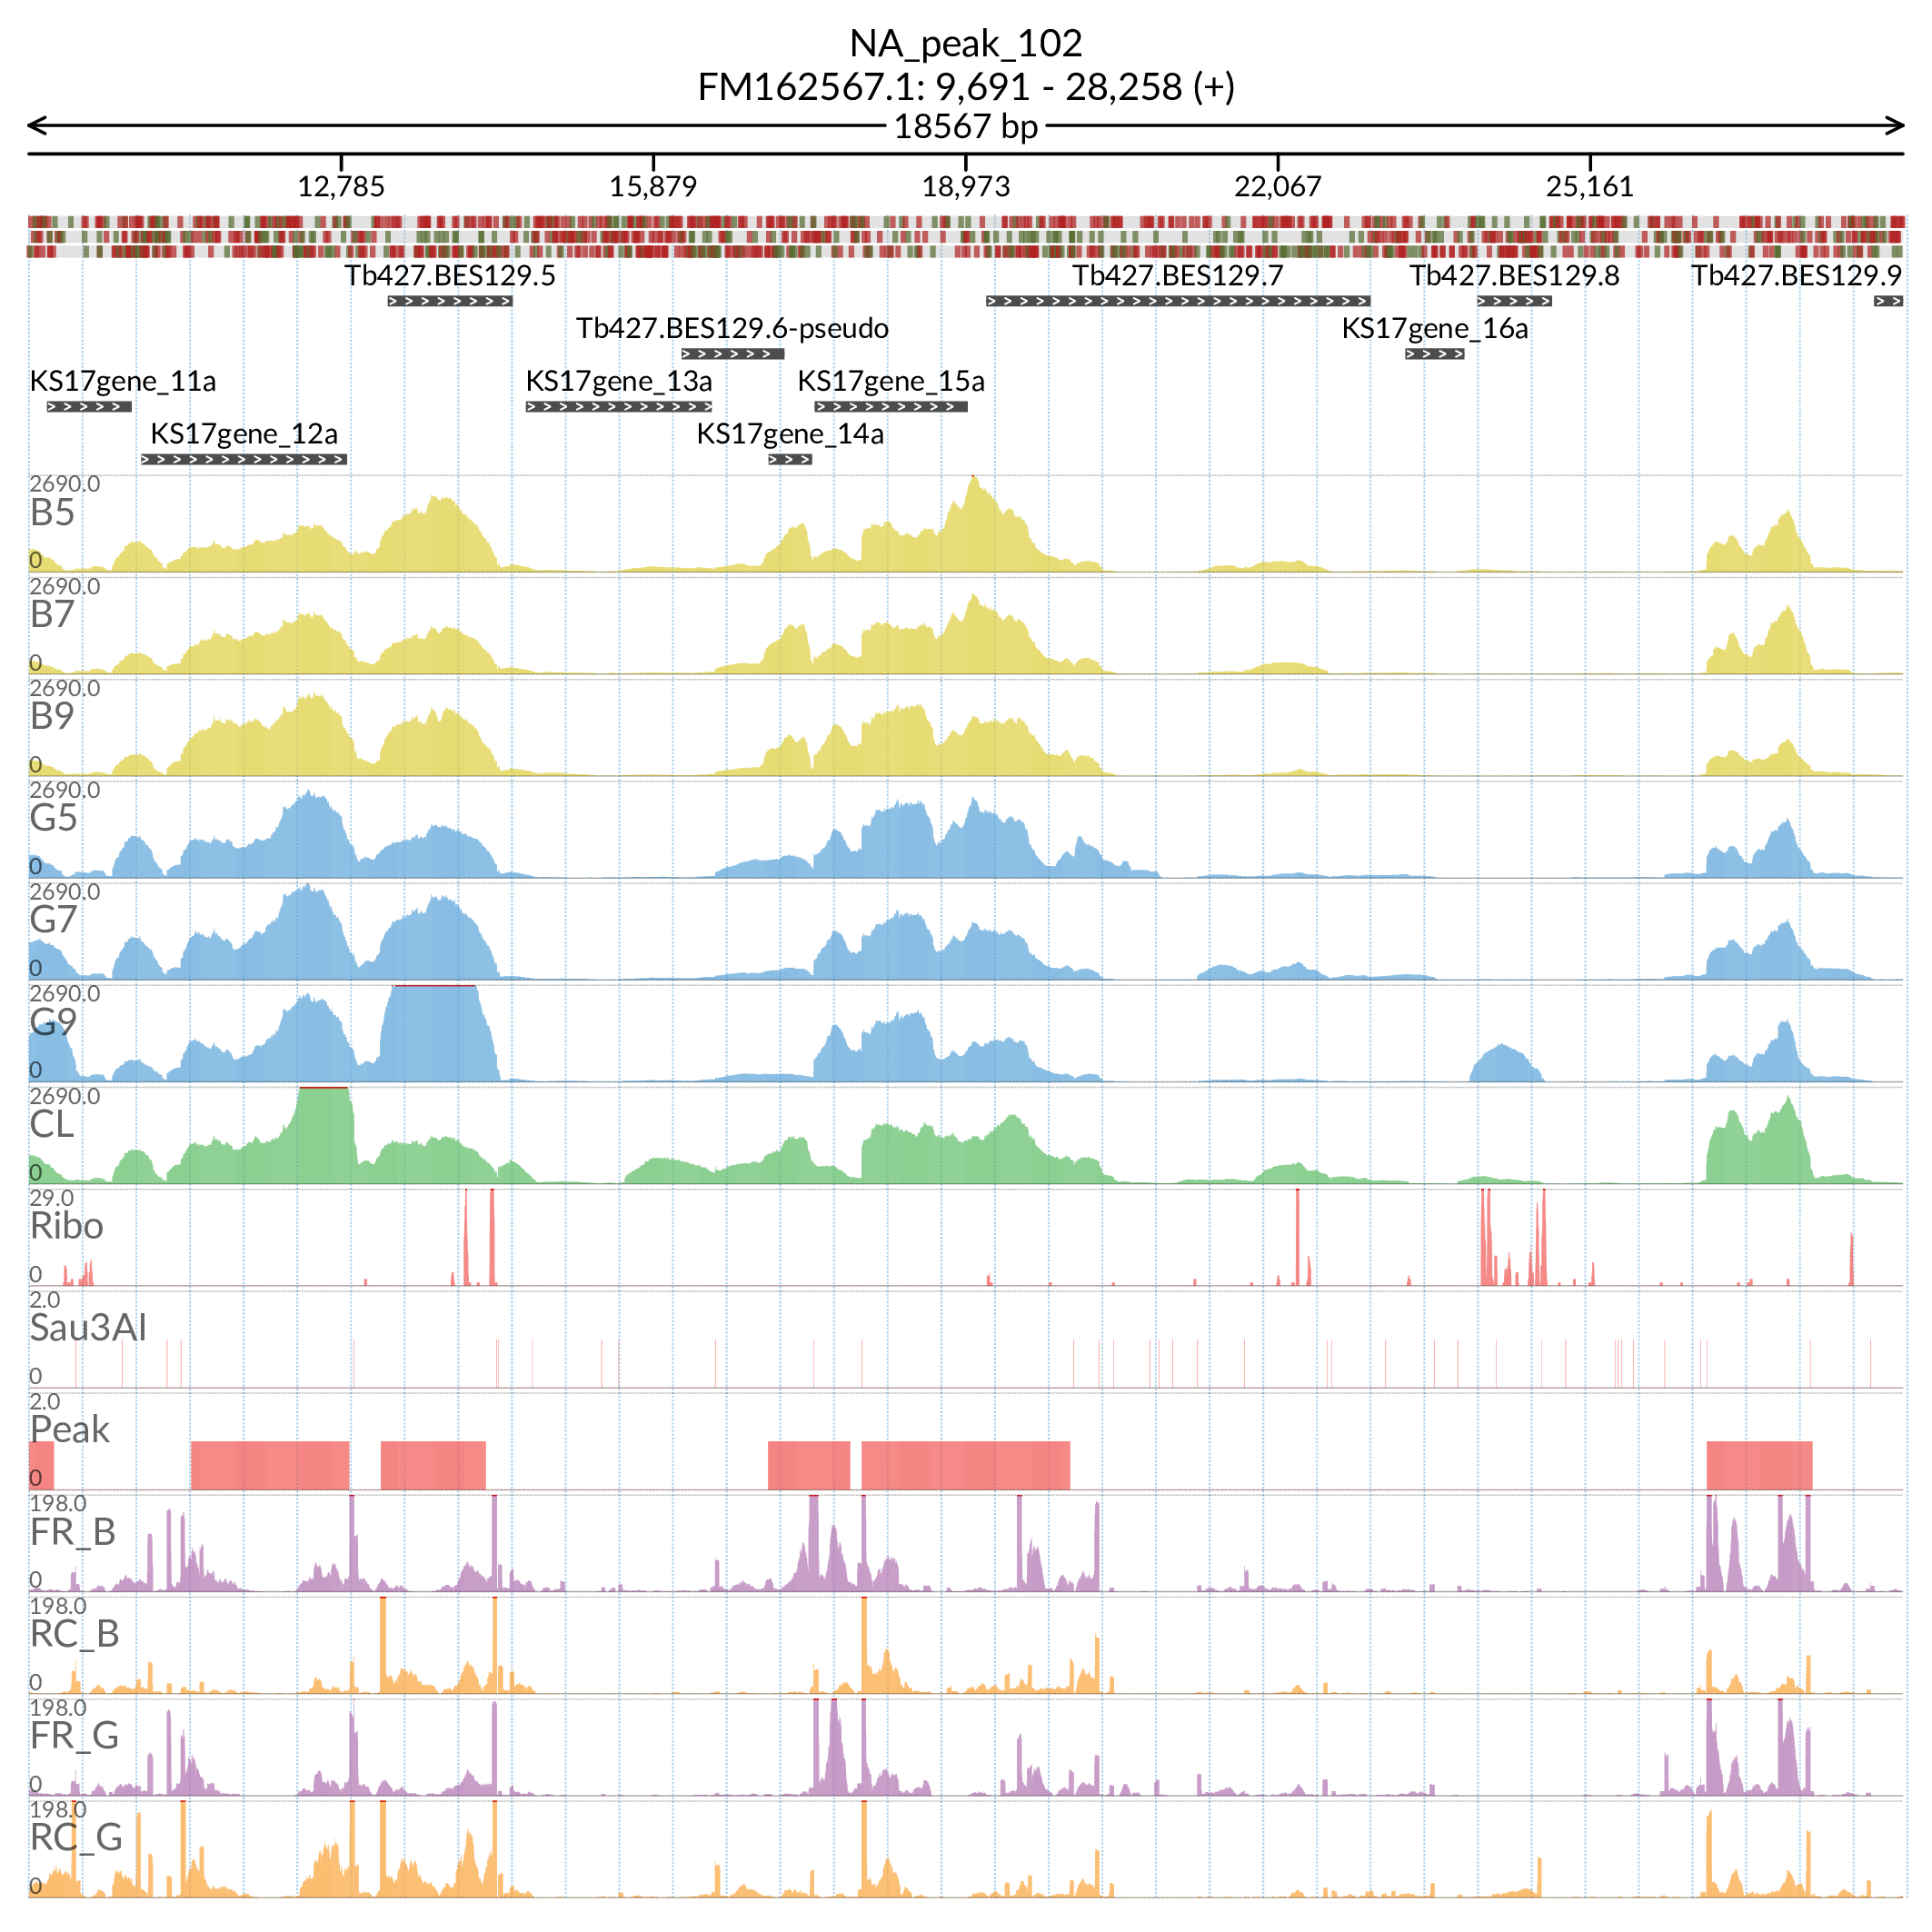 NA_peak_102
FM162567.1: 9,691 - 28,258 (+)
18567 bp
12,785 15,879 18,973 22,067 25,161
Tb427.BES129.5 Tb427.BES129.7 Tb427.BES129.8 Tb427.BES129.9
Tb427.BES129.6-pseudo KS17gene_16a
KS17gene_11a KS17gene_13a KS17gene_15a
KS17gene_12a KS17gene_14a
2690.0
B5
0
2690.0
B7
0
2690.0
B9
0
2690.0
G5
0
2690.0
G7
0
2690.0
G9
0
2690.0
CL
0
29.0
Ribo
0
2.0
Sau3AI
0
2.0
Peak
0
198.0
FR_B
0
198.0
RC_B
0
198.0
FR_G
0
198.0
RC_G
0